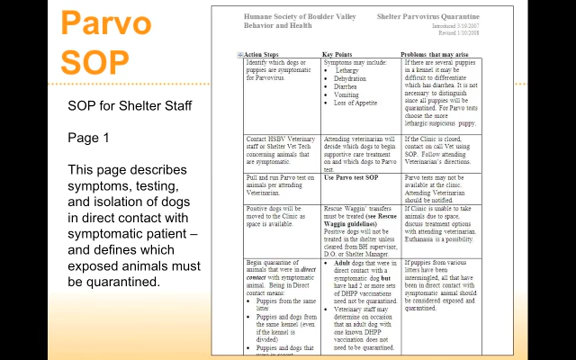 Parvo
SOP
SOP for Shelter Staff
Page 1
This page describes
symptoms, testing,
and isolation of dogs
in direct contact with
symptomatic patient –
and defines which
exposed animals must
be quarantined.
Humane Society of Boulder Valley
Behavior and Health
Shelter Parvovirus Quarantine
Introduced 3/19/2007
Revised 1/30/2008
Action Steps
Key Points
Problems that may arise
Identify which dogs or
puppies are symptomatic
for Parvovirus
Symptoms may include:
• Lethargy
• Dehydration
• Diarrhea
• Vomiting
• Loss of Appetite
If there are several puppies
in a kennel it may be
difficult to determine
which has diarrhea. It is not
necessary to distinguish
since all puppies will be
quarantined. For Parvo tests
choose the more
lethargic/suspicious puppy.
Contact HSBV Veterinary
staff or Shelter Vet Tech
concerning animals that
are symptomatic.
Attending veterinarian will
decide which dogs to begin
supportive care treatment
on and which dogs to Parvo
test.
If the Clinic is closed,
contact on call Vet using
SOP. Follow attending
Veterinarian's directions.
Pull and run Parvo test on
animals per attending
Veterinarian.
Use Parvo test SOP
Parvo tests may not be
available at the clinic.
Attending Veterinarian
should be notified.
Positive dogs will be
moved to the Clinic as
space is available.
Rescue Waggin' transfers
must be treated (see Rescue
Waggin guidelines)
Positive dogs will not be
treated in the shelter unless
cleared from BH supervisor,
D.O. or Shelter Manager.
If Clinic is unable to take
animals due to space,
discuss treatment options
with attending veterinarian.
Euthanasia is a possibility.
Begin quarantine of
animals that were in direct
contact with symptomatic
animal. Being in Direct
contact means:
• Puppies from the same
litter
• Puppies and dogs from
the same kennel (even
if the kennel is
divided)
• Puppies and dogs that
• Adult dogs that were in
direct contact with a
symptomatic dog but
have had 2 or more sets
of DHPP vaccinations
need not be quarantined.
• Veterinary staff may
determine on occasion
that an adult dog with
one known DHPP
vaccination does not
need to be quarantined.
If puppies from various
litters have been
intermingled, all that have
been in direct contact with
symptomatic animal should
be considered exposed and
quarantined.